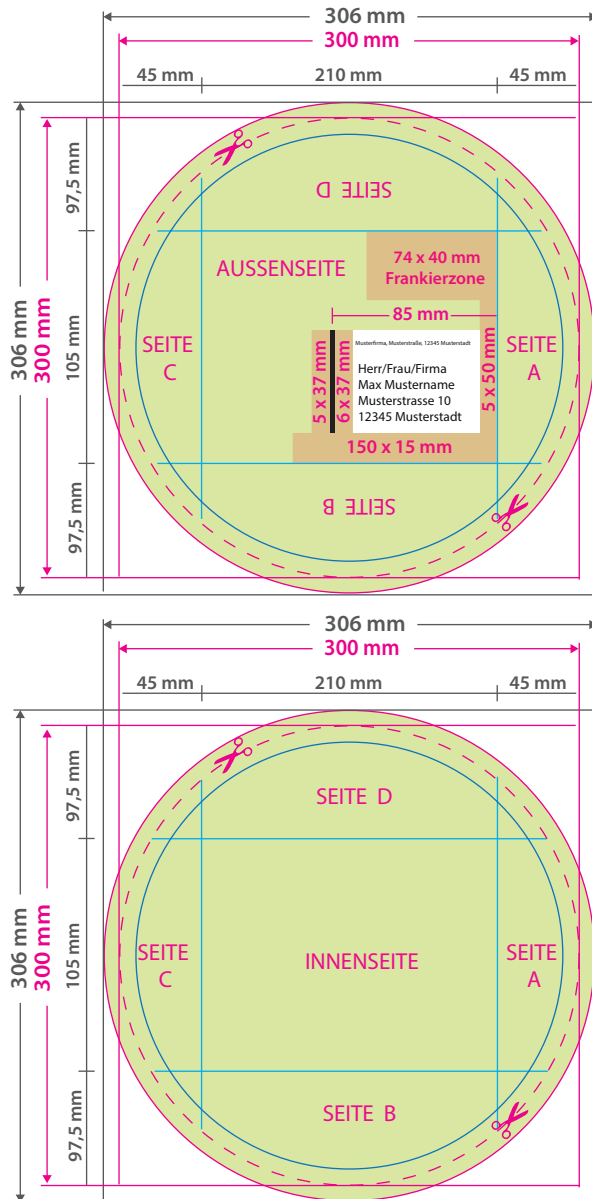 306 mm
300 mm
45 mm
210 mm
45 mm
306 mm
300 mm
97,5 mm
105 mm
97,5 mm
SEITE D
AUSSENSEITE
74 x 40 mm
Frankierzone
85 mm
SEITE
C
SEITE
A
5 x 37 mm
6 x 37 mm
Musterfirma, Musterstraße, 12345 Musterstadt
Herr/Frau/Firma
Max Mustername
Musterstrasse 10
12345 Musterstadt
5 x 50 mm
150 x 15 mm
SEITE B
306 mm
300 mm
45 mm
210 mm
45 mm
306 mm
300 mm
97,5 mm
105 mm
97,5 mm
SEITE D
SEITE
C
INNENSEITE
SEITE
A
SEITE B